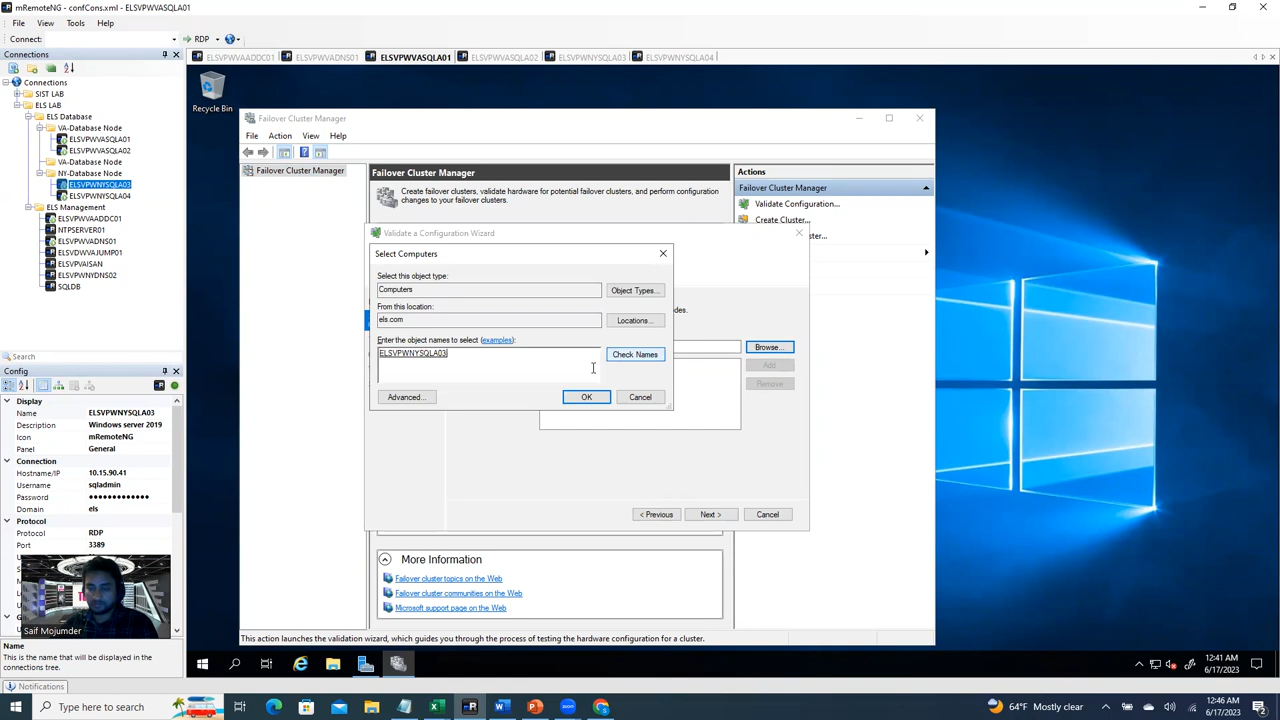 mRemoteNG - confCons.xml - ELSVPWVASQLA01
File View Tools Help
Connect: RDP
Connections
ELSVPWVAADDC01 ELSVPWVADNS01 ELSVPWVASQLA01 ELSVPWVASQLA02 ELSVPWNYSQLA03 ELSVPWNYSQLA04
Connections
SIST LAB
ELS LAB
ELS Database
VA-Database Node
ELSVPWVASQLA01
ELSVPWVASQLA02
VA-Database Node
NY-Database Node
ELSVPWNYSQLA03
ELSVPWNYSQLA04
ELS Management
ELSVPWVAADDC01
NTPSERVER01
ELSVPWVADNS01
ELSVDWVAJUMP01
ELSVPVAISAN
ELSVPWNYDNS02
SQLDB
Search
Config
Display
Name ELSVPWNYSQLA03
Description Windows server 2019
Icon mRemoteNG
Panel General
Connection
Hostname/IP 10.15.90.41
Username sqladmin
Password ●●●●●●●●●●●●
Domain els
Protocol
Protocol RDP
Port 3389
Saif Mojumder
Name
This is the name that will be displayed in the connections tree.
Notifications
Recycle Bin
Failover Cluster Manager
File Action View Help
Failover Cluster Manager
Failover Cluster Manager
Create failover clusters, validate hardware for potential failover clusters, and perform configuration
changes to your failover clusters.
Actions
Failover Cluster Manager
Validate Configuration...
Create Cluster...
ster...
Validate a Configuration Wizard
des.
Browse...
Add
Remove
< Previous Next > Cancel
Select Computers
Select this object type:
Computers
Object Types...
From this location:
els.com
Locations...
Enter the object names to select (examples):
ELSVPWNYSQLA03
Check Names
Advanced... OK Cancel
More Information
Failover cluster topics on the Web
Failover cluster communities on the Web
Microsoft support page on the Web
This action launches the validation wizard, which guides you through the process of testing the hardware configuration for a cluster.
12:41 AM
6/17/2023
Type here to search
64°F Mostly clear
12:46 AM
6/17/2023